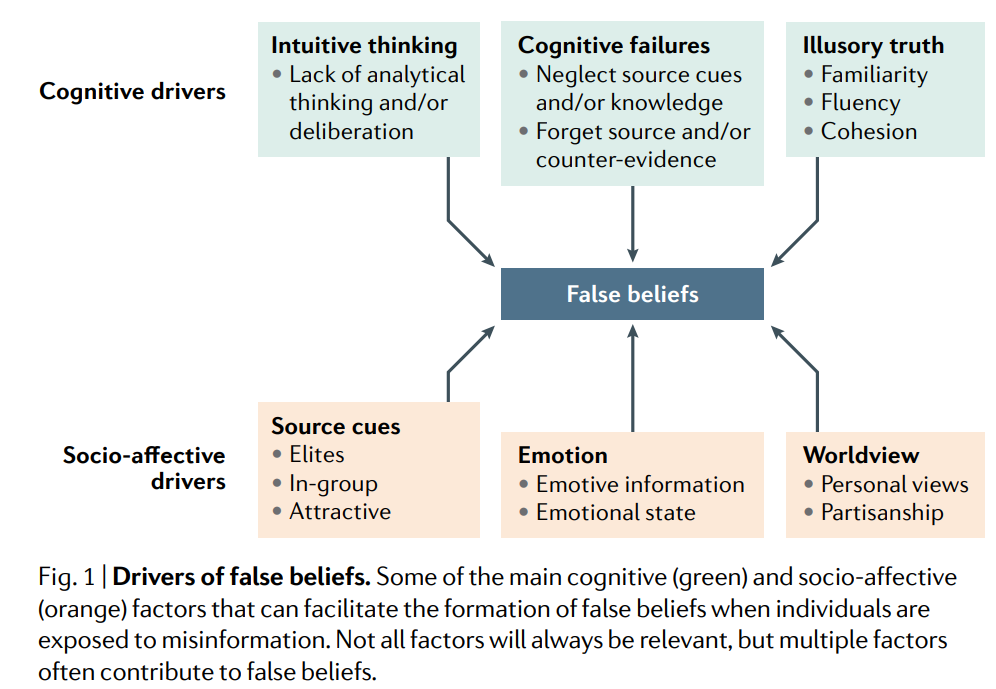 Cognitive drivers
Intuitive thinking
• Lack of analytical
thinking and/or
deliberation
Cognitive failures
• Neglect source cues
and/or knowledge
• Forget source and/or
counter-evidence
Illusory truth
• Familiarity
• Fluency
• Cohesion
False beliefs
Socio-affective
drivers
Source cues
• Elites
• In-group
• Attractive
Emotion
• Emotive information
• Emotional state
Worldview
• Personal views
• Partisanship
Fig. 1 | Drivers of false beliefs. Some of the main cognitive (green) and socio-affective
(orange) factors that can facilitate the formation of false beliefs when individuals are
exposed to misinformation. Not all factors will always be relevant, but multiple factors
often contribute to false beliefs.